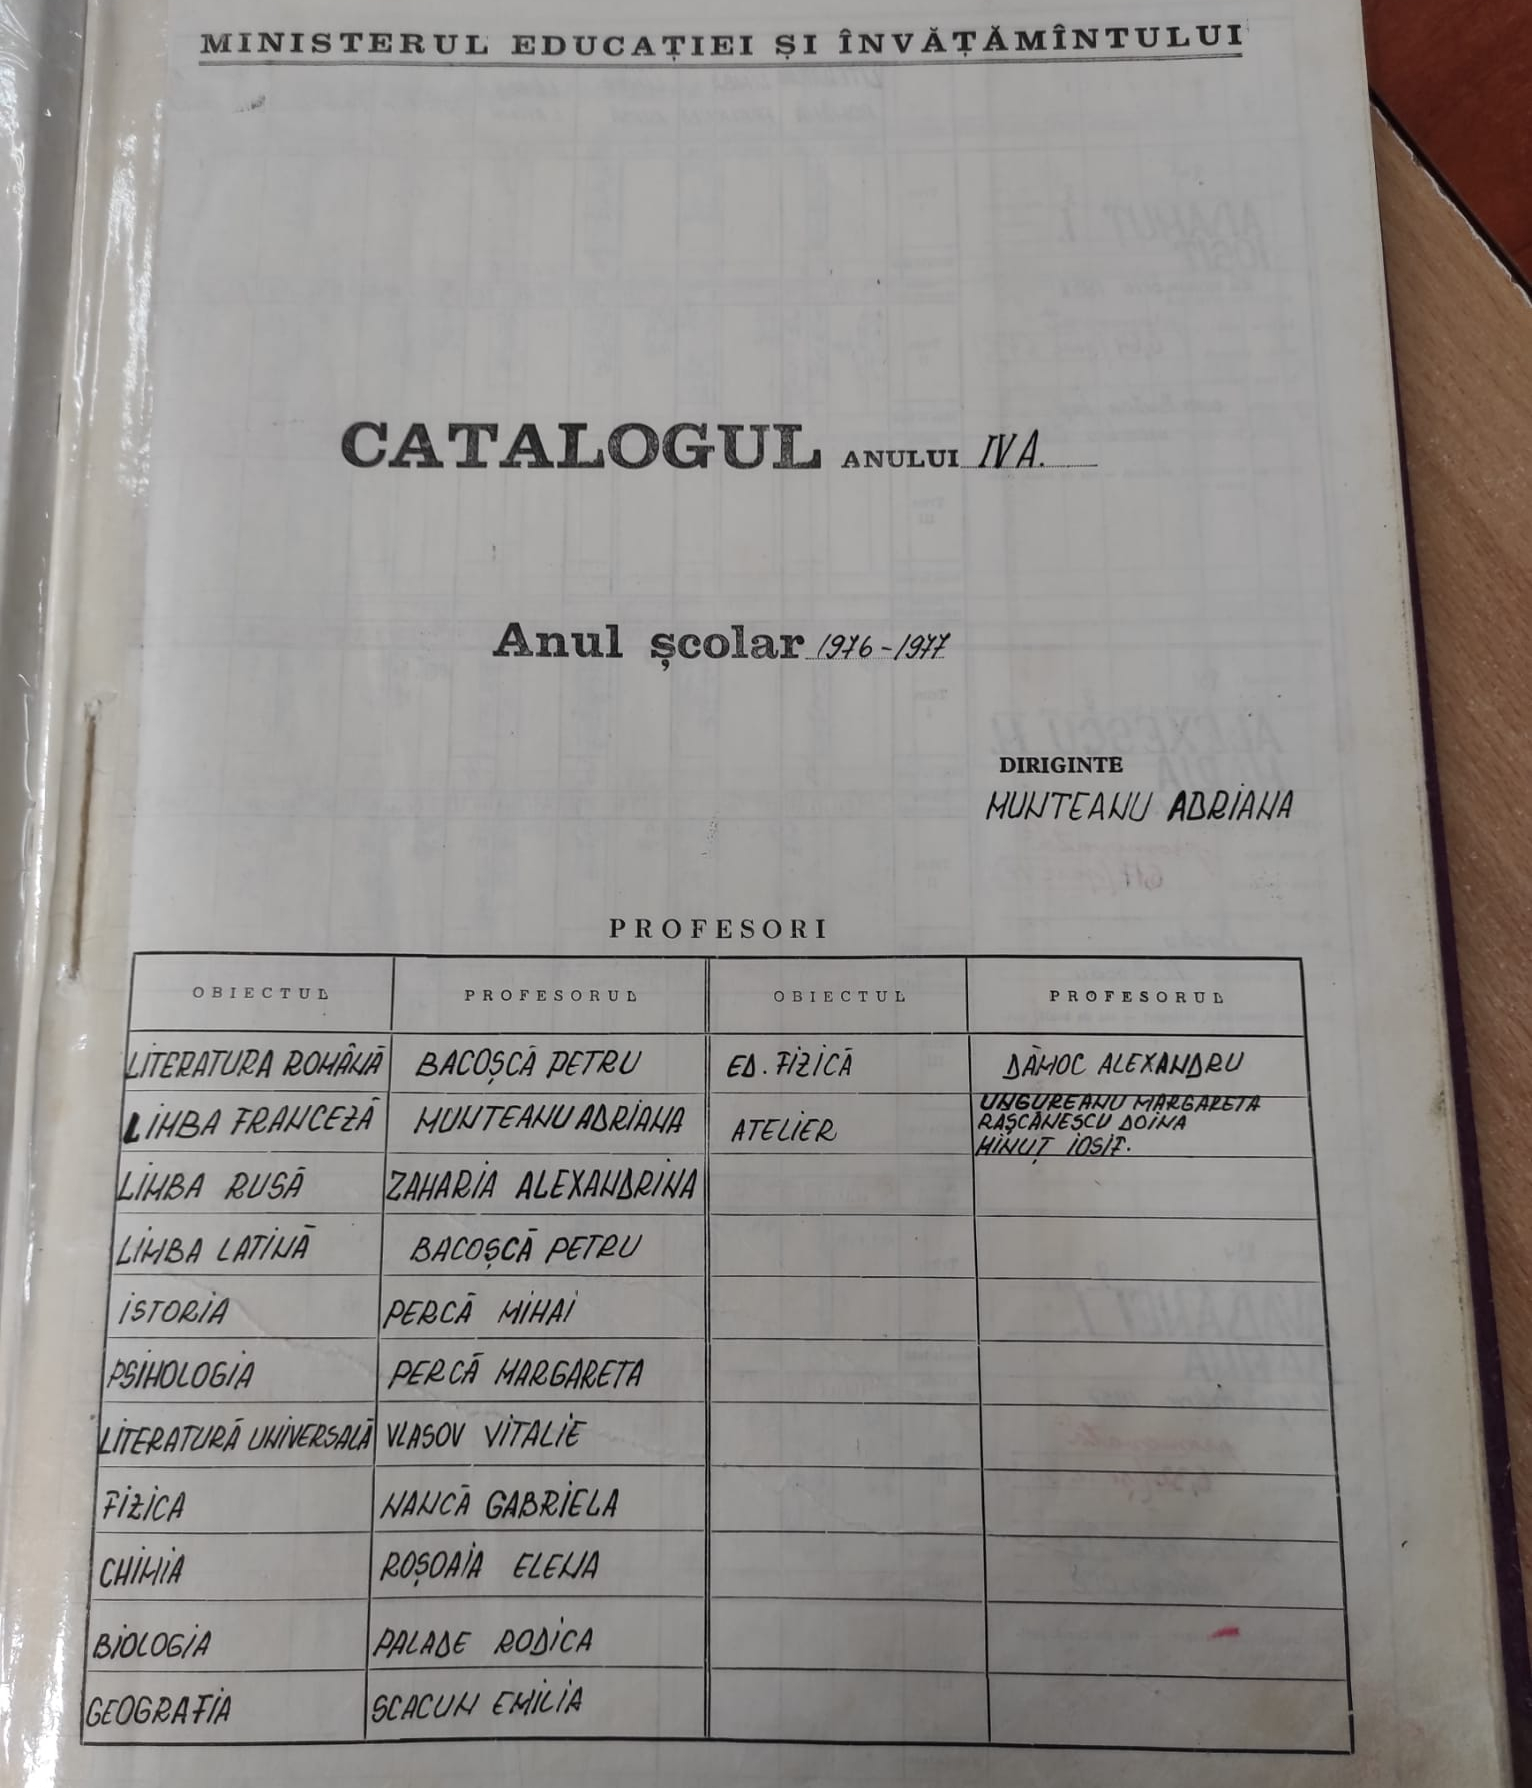 MINISTERUL EDUCAȚIEI ȘI ÎNVĂȚĂMÎNTULUI
CATALOGUL ANULUI IV A.
Anul școlar 1976-1977
DIRIGINTE
MUNTEANU ADRIANA
PROFESORI
OBIECTUL PROFESORUL OBIECTUL PROFESORUL
LITERATURA ROMÂNĂ BACOȘCĂ PETRU ED. FIZICĂ DĂMOC ALEXANDRU
LIMBA FRANCEZĂ MUNTEANU ADRIANA ATELIER UNGUREANU MARGARETA
RAȘCĂNESCU DOINA
MINUȚ IOSIF.
LIMBA RUSĂ ZAHARIA ALEXANDRINA
LIMBA LATINĂ BACOȘCĂ PETRU
ISTORIA PERCĂ MIHAI
PSIHOLOGIA PERCĂ MARGARETA
LITERATURĂ UNIVERSALĂ VLASOV VITALIE
FIZICA NANCĂ GABRIELA
CHIMIA ROȘOAIA ELENA
BIOLOGIA PALADE RODICA
GEOGRAFIA SCACUN EMILIA